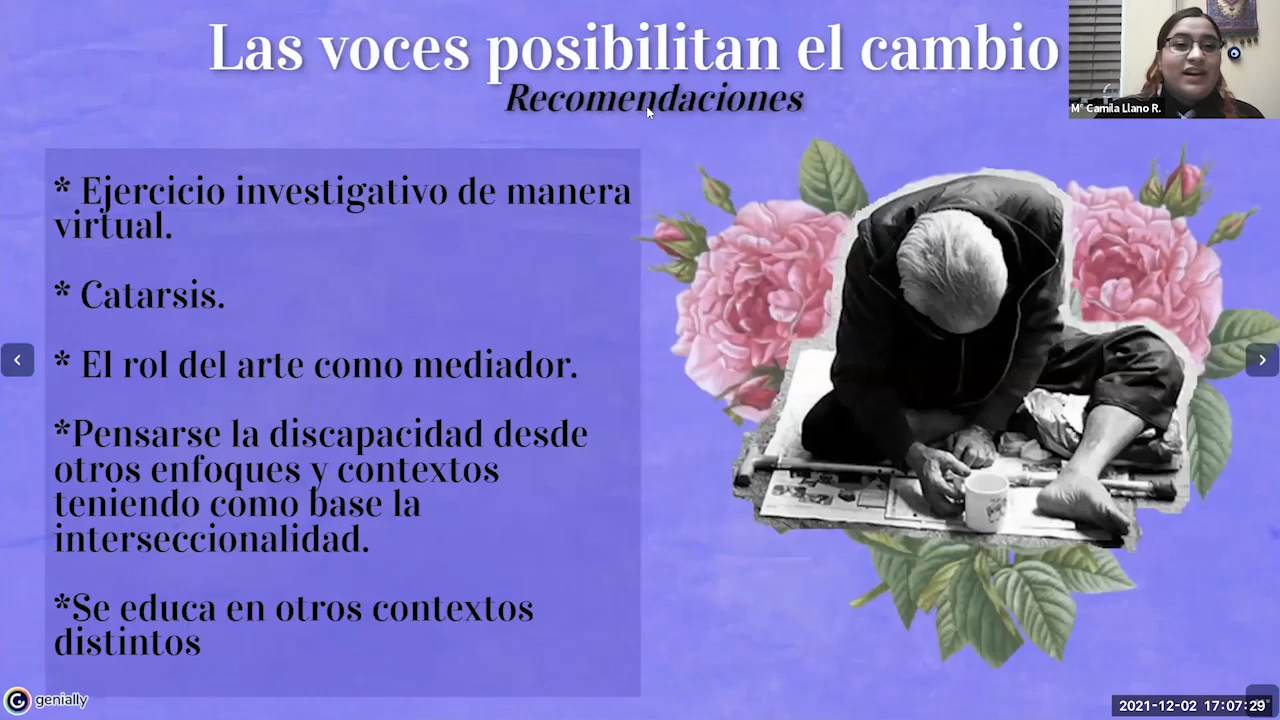 Las voces posibilitan el cambio
Recomendaciones
Mª Camila Llano R.
* Ejercicio investigativo de manera
virtual.
* Catarsis.
* El rol del arte como mediador.
*Pensarse la discapacidad desde
otros enfoques y contextos
teniendo como base la
interseccionalidad.
*Se educa en otros contextos
distintos
genially
2021-12-02 17:07:29